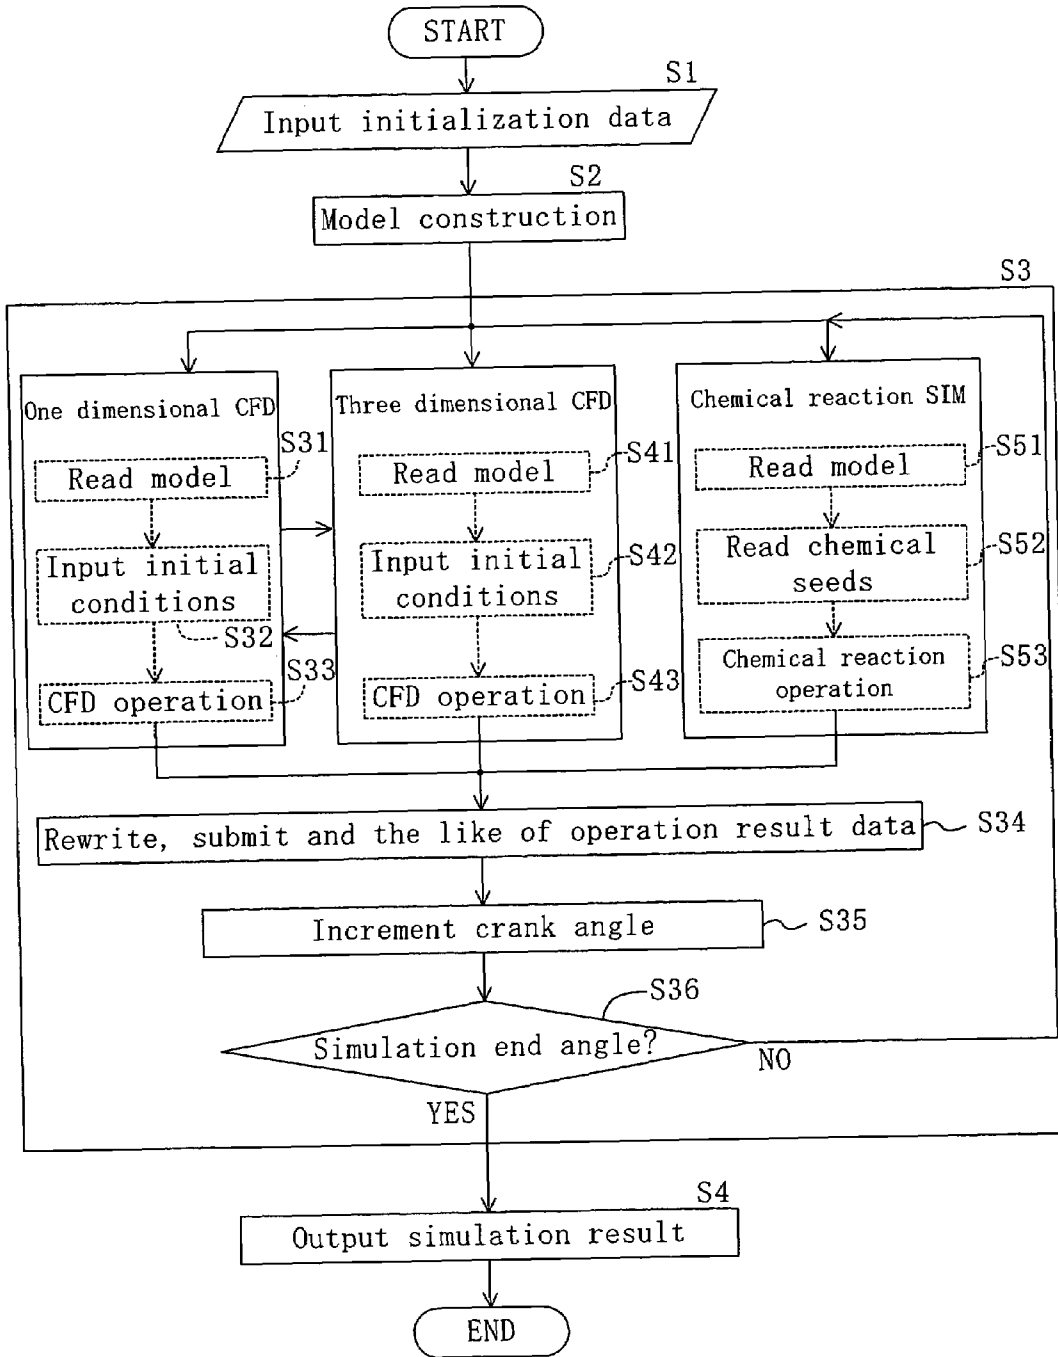 START
S1
Input initialization data
S2
Model construction
S3
One dimensional CFD
S31
Read model
Input initial
conditions
S32
S33
CFD operation
Three dimensional CFD
S41
Read model
Input initial
conditions
S42
CFD operation
S43
Chemical reaction SIM
S51
Read model
Read chemical
seeds
S52
Chemical reaction
operation
S53
Rewrite, submit and the like of operation result data
S34
Increment crank angle
S35
S36
Simulation end angle?
NO
YES
S4
Output simulation result
END